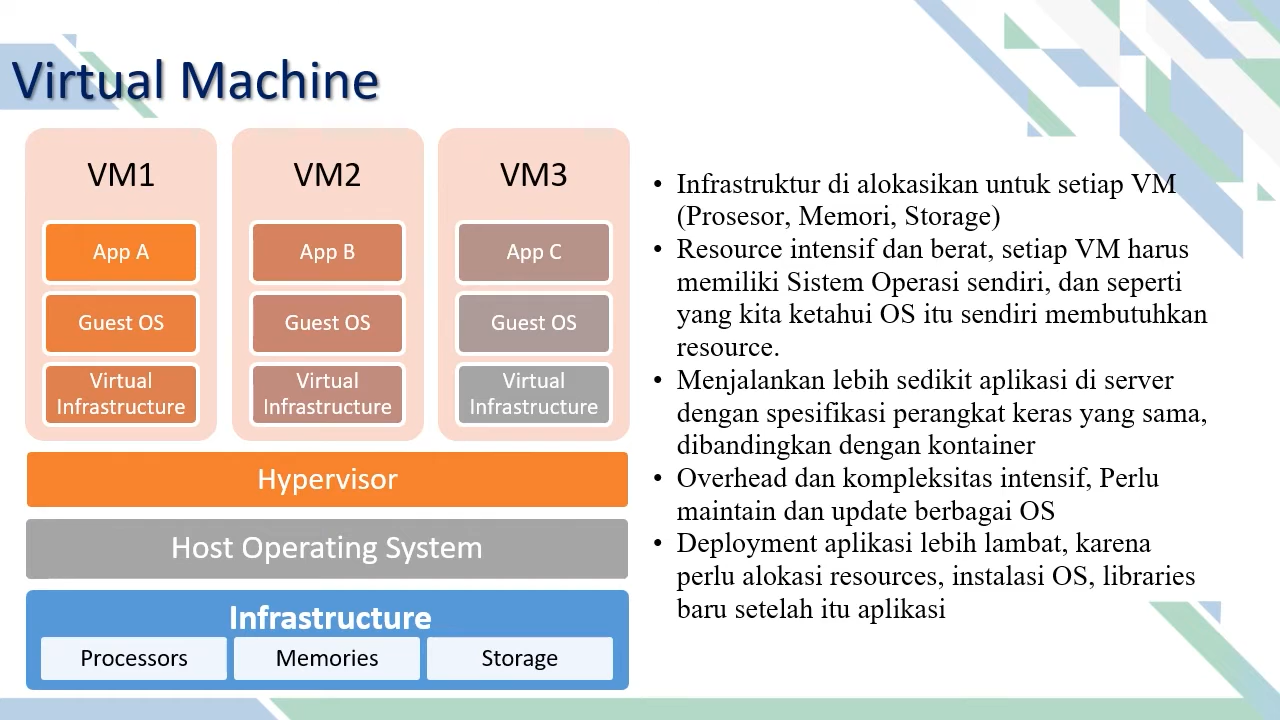 Virtual Machine
VM1
App A
Guest OS
Virtual
Infrastructure
VM2
App B
Guest OS
Virtual
Infrastructure
VM3
App C
Guest OS
Virtual
Infrastructure
Hypervisor
Host Operating System
Infrastructure
Processors
Memories
Storage
• Infrastruktur di alokasikan untuk setiap VM
(Prosesor, Memori, Storage)
• Resource intensif dan berat, setiap VM harus
memiliki Sistem Operasi sendiri, dan seperti
yang kita ketahui OS itu sendiri membutuhkan
resource.
• Menjalankan lebih sedikit aplikasi di server
dengan spesifikasi perangkat keras yang sama,
dibandingkan dengan kontainer
• Overhead dan kompleksitas intensif, Perlu
maintain dan update berbagai OS
• Deployment aplikasi lebih lambat, karena
perlu alokasi resources, instalasi OS, libraries
baru setelah itu aplikasi